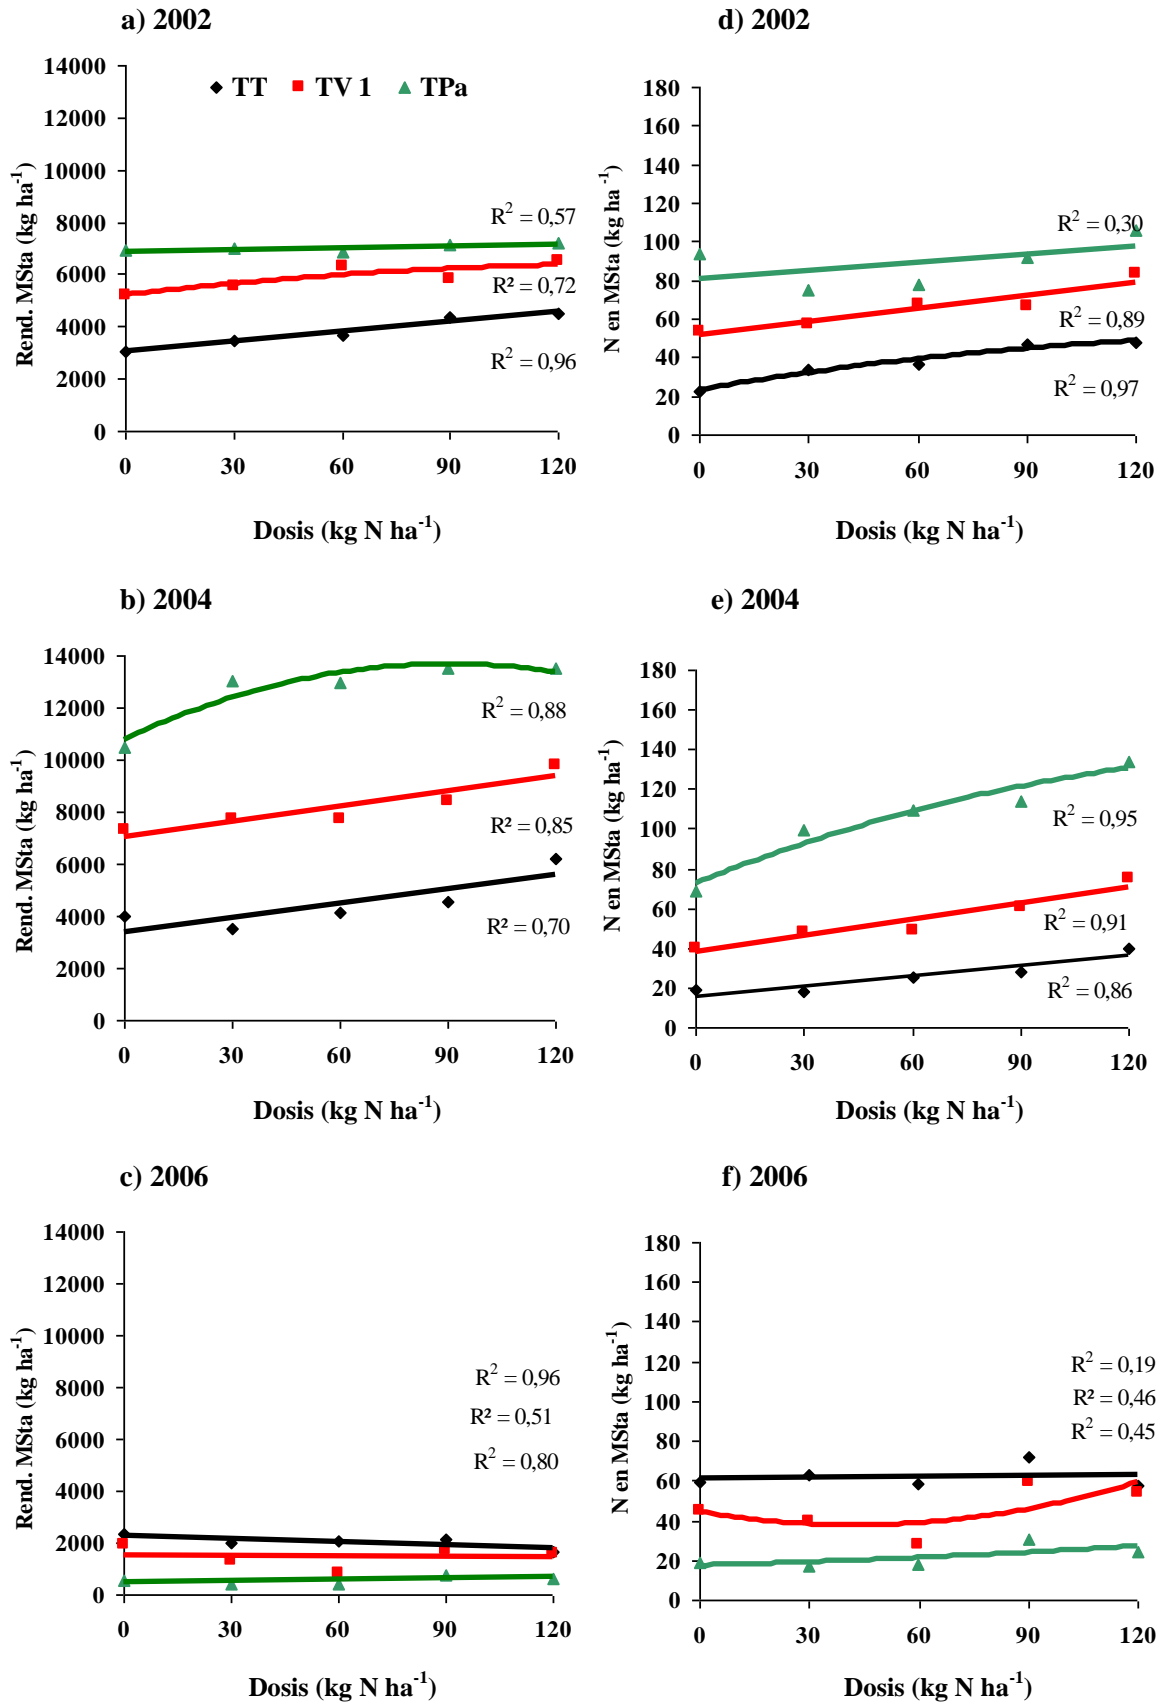 a) 2002
14000
12000
10000
8000
6000
4000
2000
0
Rend. MSta (kg ha-1)
TT TV 1 TPa
R2 = 0,57
R² = 0,72
R2 = 0,96
0 30 60 90 120
Dosis (kg N ha-1)
d) 2002
180
160
140
120
100
80
60
40
20
0
N en MSta (kg ha-1)
R2 = 0,30
R2 = 0,89
R2 = 0,97
0 30 60 90 120
Dosis (kg N ha-1)
b) 2004
14000
12000
10000
8000
6000
4000
2000
0
Rend. MSta (kg ha-1)
R2 = 0,88
R² = 0,85
R² = 0,70
0 30 60 90 120
Dosis (kg N ha-1)
e) 2004
180
160
140
120
100
80
60
40
20
0
N en MSta (kg ha-1)
R2 = 0,95
R2 = 0,91
R2 = 0,86
0 30 60 90 120
Dosis (kg N ha-1)
c) 2006
14000
12000
10000
8000
6000
4000
2000
0
Rend. MSta (kg ha-1)
R2 = 0,96
R² = 0,51
R2 = 0,80
0 30 60 90 120
Dosis (kg N ha-1)
f) 2006
180
160
140
120
100
80
60
40
20
0
N en MSta (kg ha-1)
R2 = 0,19
R² = 0,46
R2 = 0,45
0 30 60 90 120
Dosis (kg N ha-1)